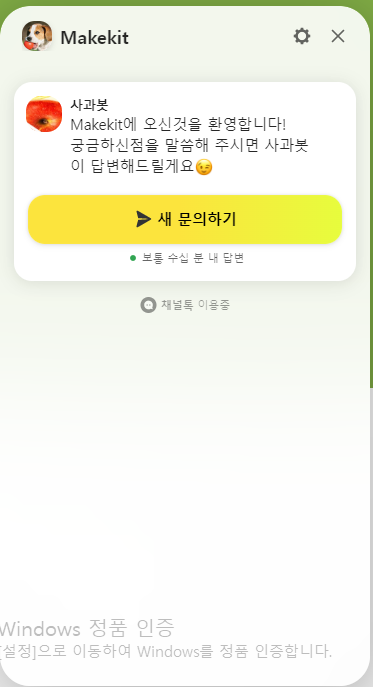 Makekit
사과봇
Makekit에 오신것을 환영합니다!
궁금하신점을 말씀해 주시면 사과봇
이 답변해드릴게요😉
새 문의하기
보통 수십 분 내 답변
채널톡 이용중
Windows 정품 인증
[설정]으로 이동하여 Windows를 정품 인증합니다.